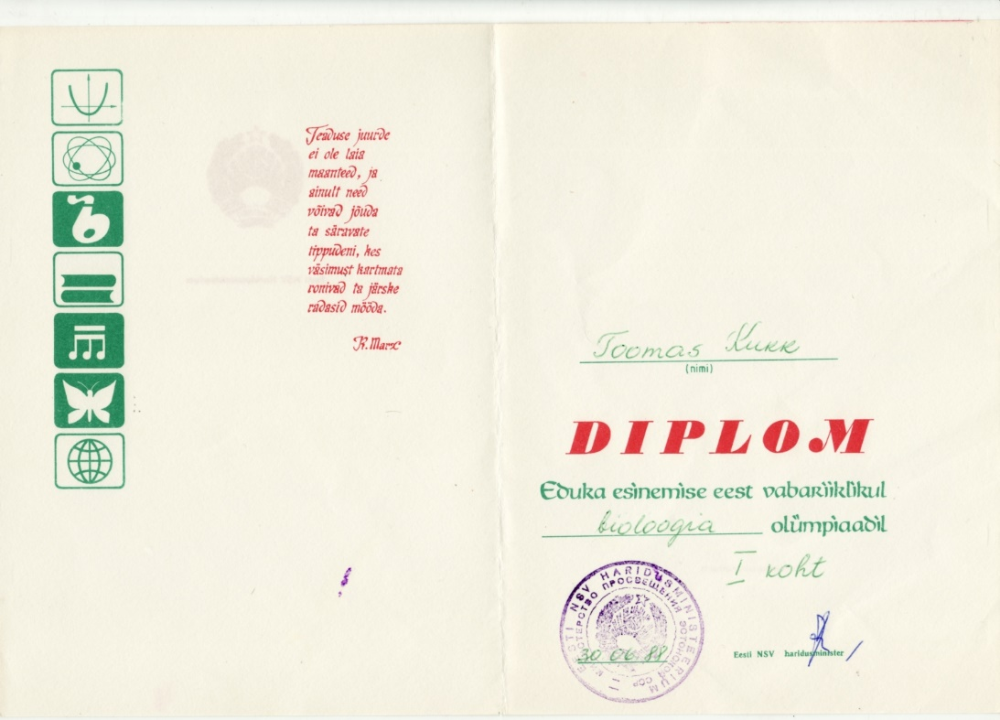 Teaduse juurde
ei ole laia
maanteed, ja
ainult need
võivad jõuda
ta säravate
tippudeni, kes
väsimust kartmata
ronivad ta järske
radasid mööda.
K. Marx
Toomas Kukk
(nimi)
DIPLOM
Eduka esinemise eest vabariiklikul
bioloogia olümpiaadil
I koht
EESTI NSV HARIDUSMINISTEERIUM
МИНИСТЕРСТВО ПРОСВЕЩЕНИЯ ЭСТОНСКОЙ ССР
30 06 88
Eesti NSV haridusminister